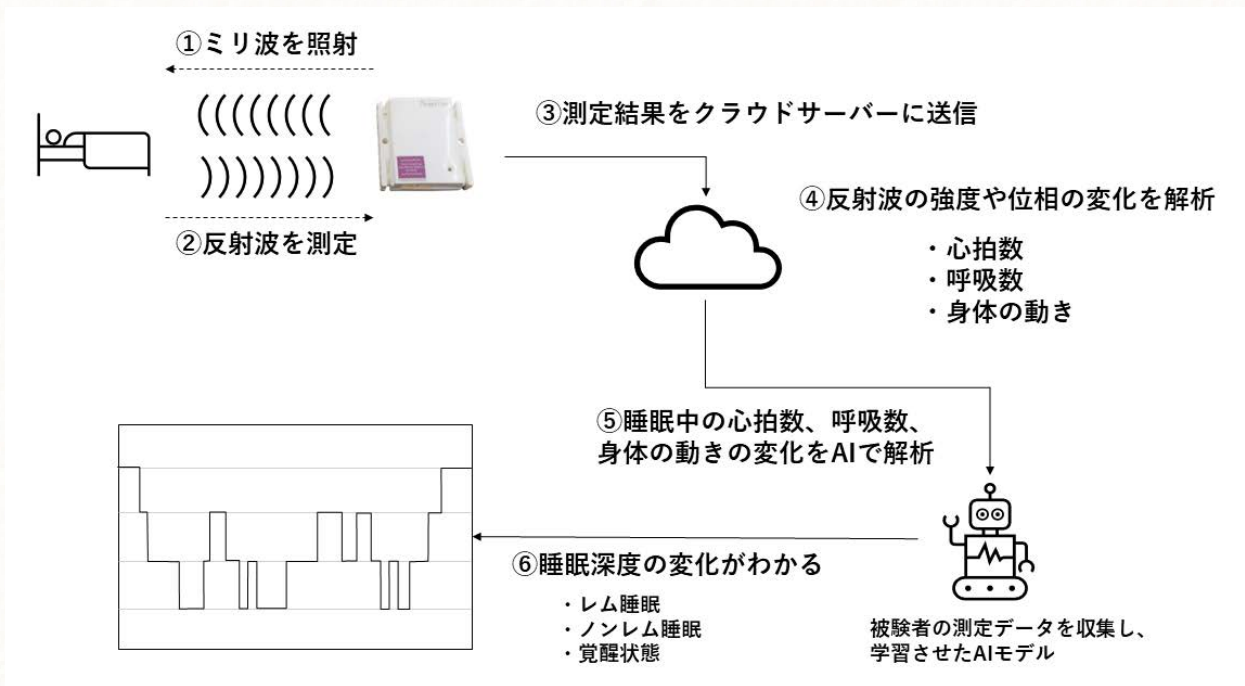 ①ミリ波を照射
②反射波を測定
③測定結果をクラウドサーバーに送信
④反射波の強度や位相の変化を解析
・心拍数
・呼吸数
・身体の動き
⑤睡眠中の心拍数、呼吸数、
身体の動きの変化をAIで解析
⑥睡眠深度の変化がわかる
・レム睡眠
・ノンレム睡眠
・覚醒状態
被験者の測定データを収集し、
学習させたAIモデル